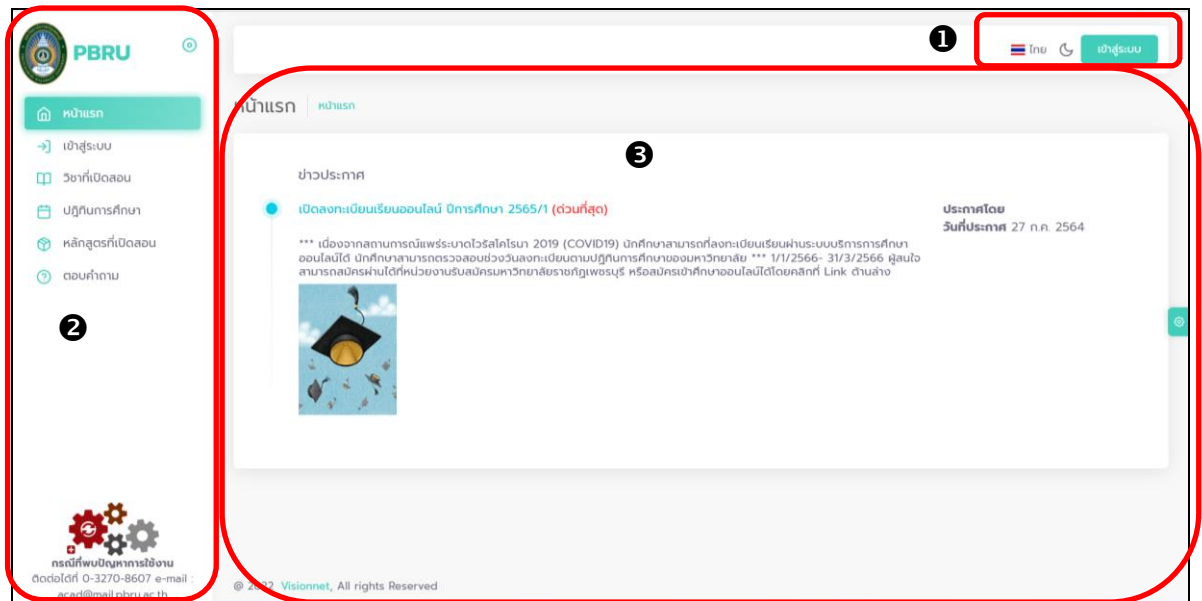 PBRU
❶
ไทย
เข้าสู่ระบบ
หน้าแรก
เข้าสู่ระบบ
วิชาที่เปิดสอน
ปฏิทินการศึกษา
หลักสูตรที่เปิดสอน
ตอบคำถาม
❷
หน้าแรก หน้าแรก
❸
ข่าวประกาศ
เปิดลงทะเบียนเรียนออนไลน์ ปีการศึกษา 2565/1 (ด่วนที่สุด)
ประกาศโดย
วันที่ประกาศ 27 ก.ค. 2564
*** เนื่องจากสถานการณ์แพร่ระบาดไวรัสโคโรนา 2019 (COVID19) นักศึกษาสามารถที่ลงทะเบียนเรียนผ่านระบบบริการการศึกษา
ออนไลน์ได้ นักศึกษาสามารถตรวจสอบช่วงวันลงทะเบียนตามปฏิทินการศึกษาของมหาวิทยาลัย *** 1/1/2566- 31/3/2566 ผู้สนใจ
สามารถสมัครผ่านได้ที่หน่วยงานรับสมัครมหาวิทยาลัยราชภัฏเพชรบุรี หรือสมัครเข้าศึกษาออนไลน์ได้โดยคลิกที่ Link ด้านล่าง
กรณีที่พบปัญหาการใช้งาน
ติดต่อได้ที่ 0-3270-8607 e-mail :
acad@mail.pbru.ac.th
@ 2022 Visionnet, All rights Reserved